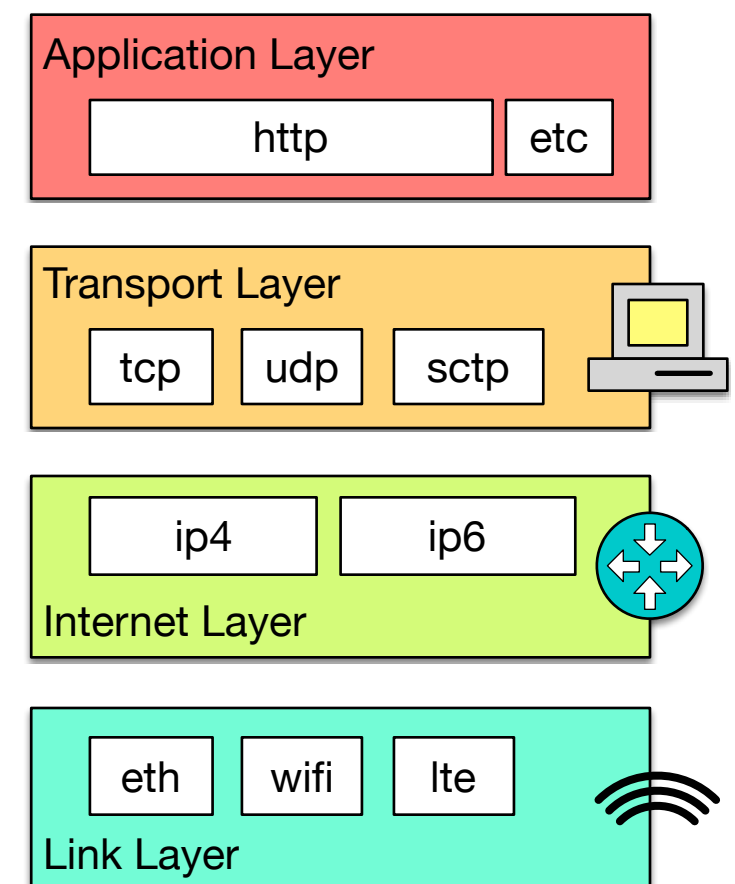 Application Layer
http etc
Transport Layer
tcp udp sctp
ip4 ip6
Internet Layer
eth wifi lte
Link Layer